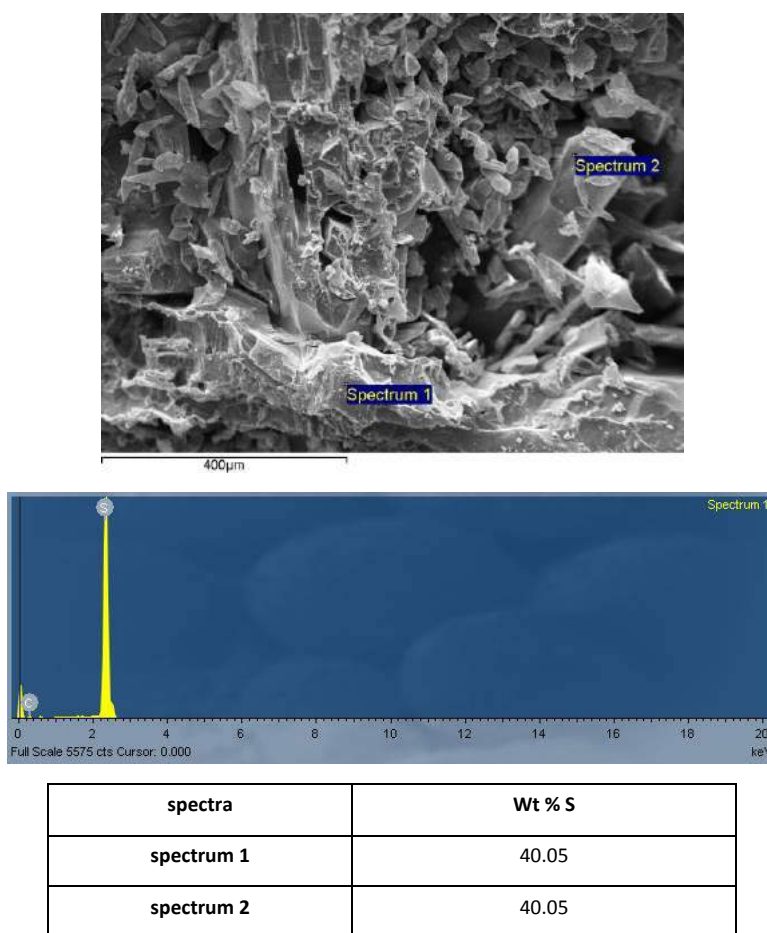 Spectrum 2
Spectrum 1
400µm
Spectrum 1
S
C
0 2 4 6 8 10 12 14 16 18 20
Full Scale 5575 cts Cursor: 0.000 keV
spectra Wt % S
spectrum 1 40.05
spectrum 2 40.05